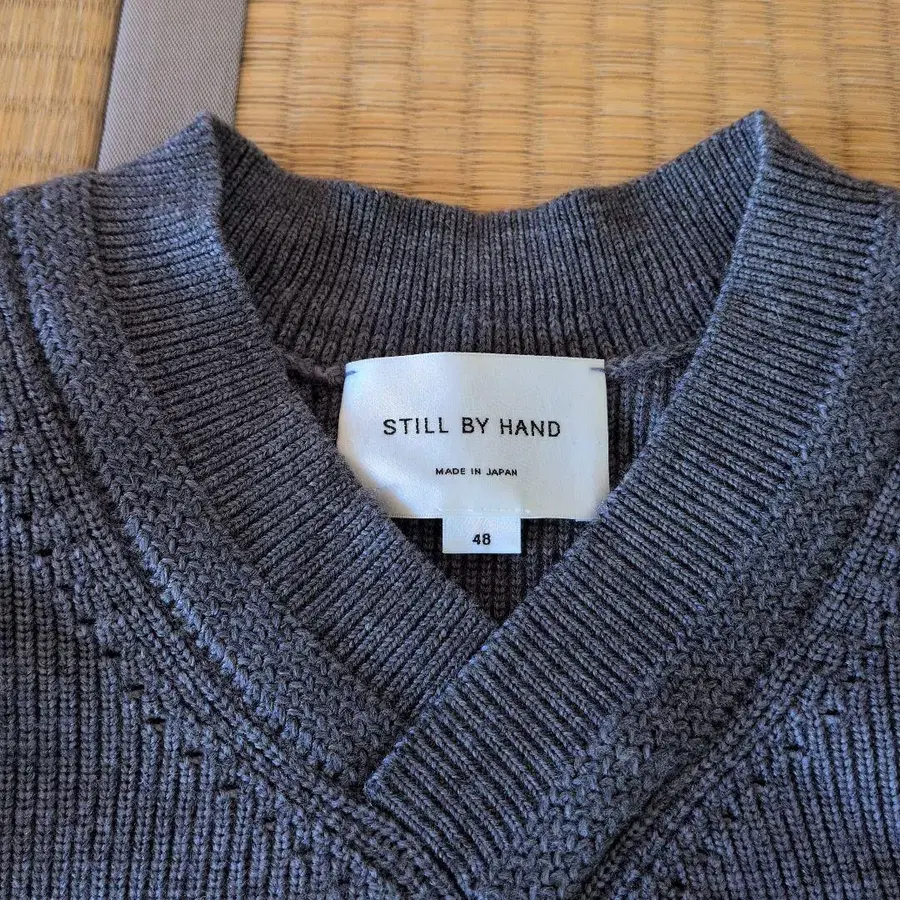 STILL BY HAND
MADE IN JAPAN
48